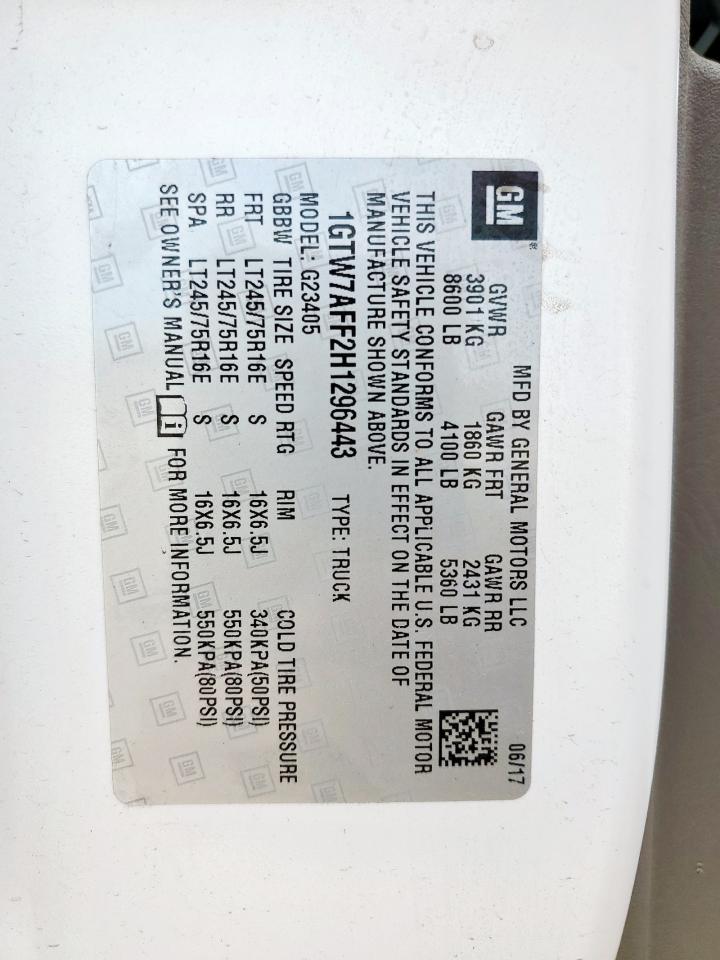 GM
MFD BY GENERAL MOTORS LLC 06/17
GVWR GAWR FRT GAWR RR
3901 KG 1860 KG 2431 KG
8600 LB 4100 LB 5360 LB
THIS VEHICLE CONFORMS TO ALL APPLICABLE U.S. FEDERAL MOTOR
VEHICLE SAFETY STANDARDS IN EFFECT ON THE DATE OF
MANUFACTURE SHOWN ABOVE.
1GTW7AFF2H1296443 TYPE: TRUCK
MODEL: G23405
GBBW TIRE SIZE SPEED RTG RIM COLD TIRE PRESSURE
FRT LT245/75R16E S 16X6.5J 340KPA(50PSI)
RR LT245/75R16E S 16X6.5J 550KPA(80PSI)
SPA LT245/75R16E S 16X6.5J 550KPA(80PSI)
SEE OWNER'S MANUAL i FOR MORE INFORMATION.